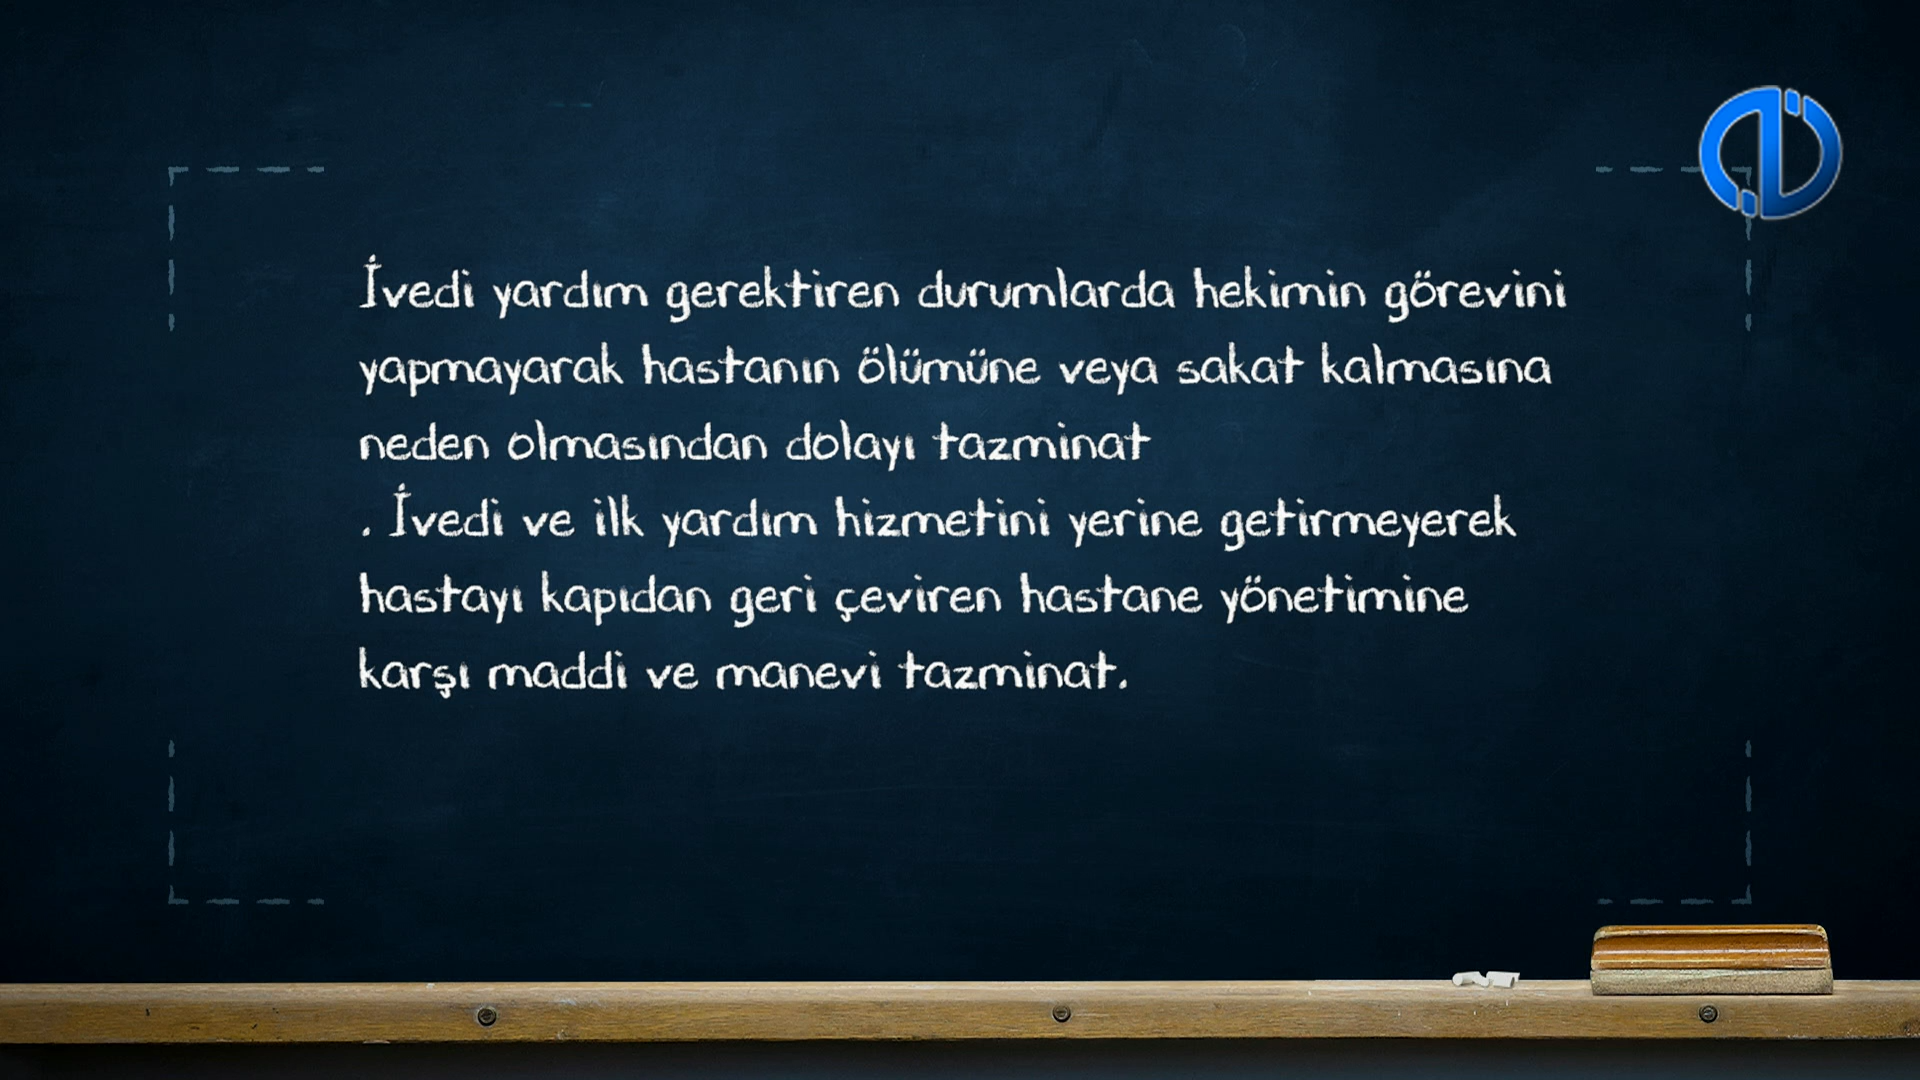 İvedi yardım gerektiren durumlarda hekimin görevini
yapmayarak hastanın ölümüne veya sakat kalmasına
neden olmasından dolayı tazminat
. İvedi ve ilk yardım hizmetini yerine getirmeyerek
hastayı kapıdan geri çeviren hastane yönetimine
karşı maddi ve manevi tazminat.